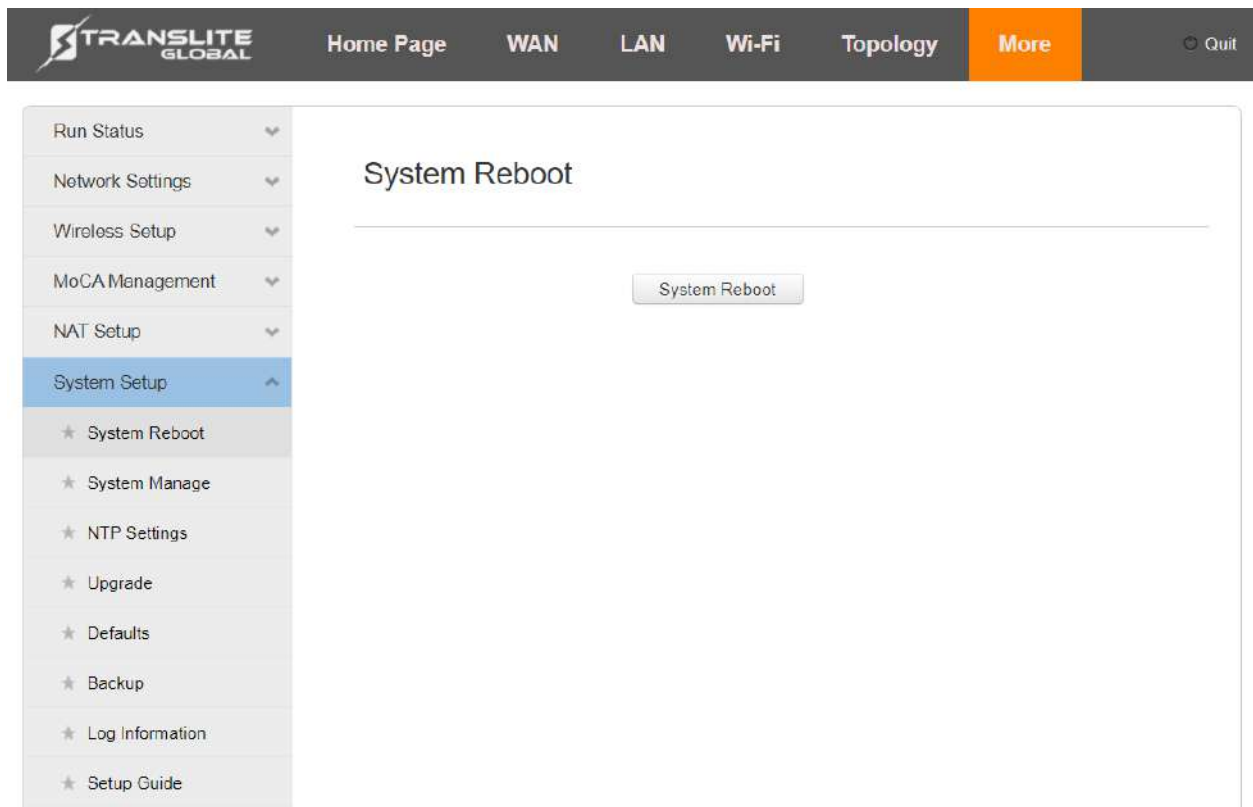 TRANSLITE
GLOBAL
Home Page WAN LAN Wi-Fi Topology More Quit
Run Status
Network Settings
Wireless Setup
MoCA Management
NAT Setup
System Setup
System Reboot
System Manage
NTP Settings
Upgrade
Defaults
Backup
Log Information
Setup Guide
System Reboot
System Reboot